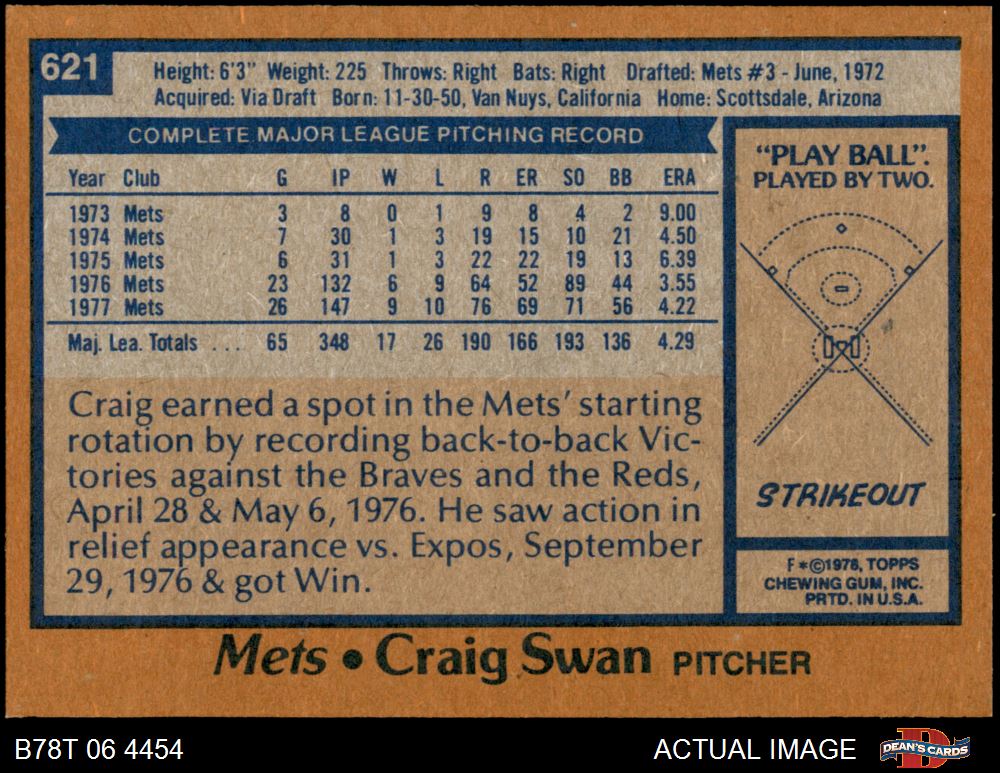 621
Height: 6'3" Weight: 225 Throws: Right Bats: Right Drafted: Mets #3 - June, 1972
Acquired: Via Draft Born: 11-30-50, Van Nuys, California Home: Scottsdale, Arizona
COMPLETE MAJOR LEAGUE PITCHING RECORD
Year Club G IP W L R ER SO BB ERA
1973 Mets 3 8 0 1 9 8 4 2 9.00
1974 Mets 7 30 1 3 19 15 10 21 4.50
1975 Mets 6 31 1 3 22 22 19 13 6.39
1976 Mets 23 132 6 9 64 52 89 44 3.55
1977 Mets 26 147 9 10 76 69 71 56 4.22
Maj. Lea. Totals . . . 65 348 17 26 190 166 193 136 4.29
Craig earned a spot in the Mets' starting
rotation by recording back-to-back Vic-
tories against the Braves and the Reds,
April 28 & May 6, 1976. He saw action in
relief appearance vs. Expos, September
29, 1976 & got Win.
"PLAY BALL".
PLAYED BY TWO.
STRIKEOUT
F*©1978, TOPPS
CHEWING GUM, INC.
PRTD. IN U.S.A.
Mets • Craig Swan PITCHER
B78T 06 4454
ACTUAL IMAGE
DEAN'S CARDS